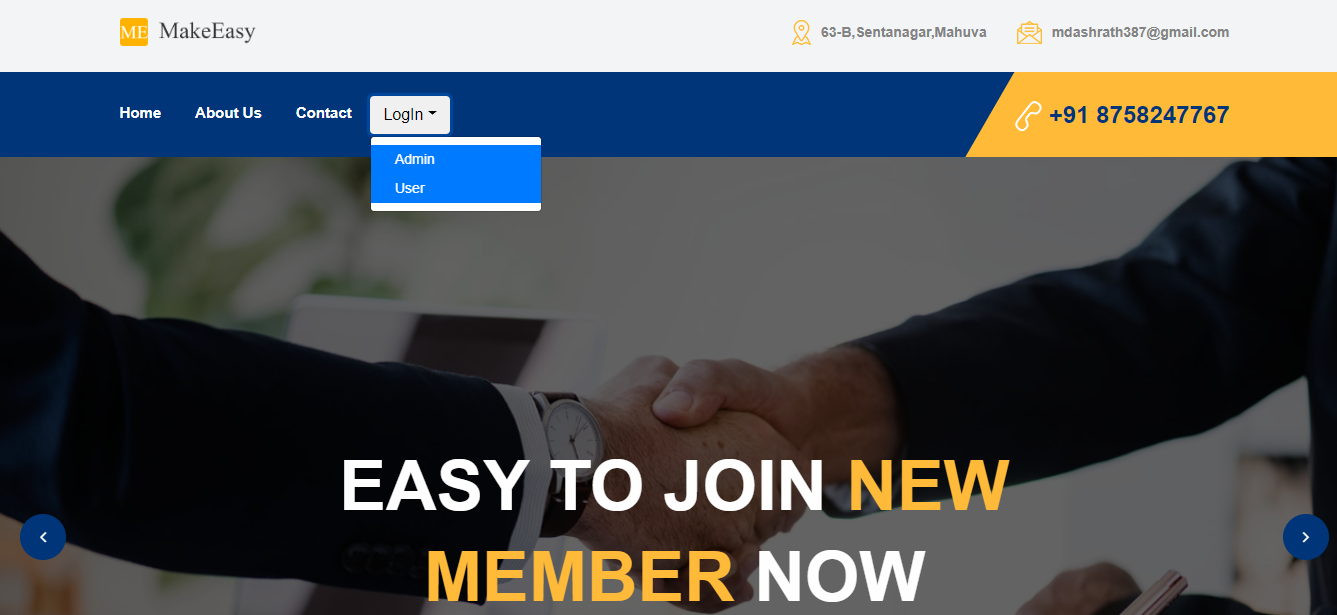 ME MakeEasy
63-B,Sentanagar,Mahuva
mdashrath387@gmail.com
Home
About Us
Contact
LogIn
+91 8758247767
Admin
User
EASY TO JOIN NEW
MEMBER NOW